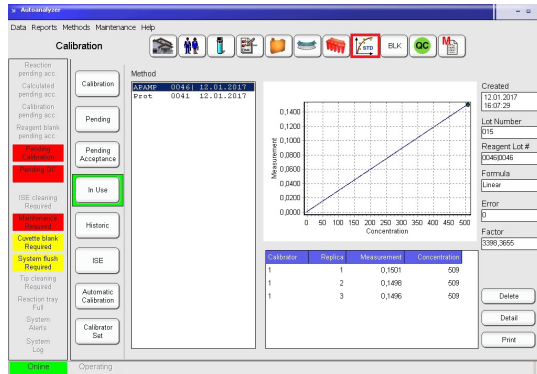 Autoanalyzer
Data Reports Methods Maintenance Help
Calibration
STD
BLK
QC
M
Reaction
pending acc
Calculated
pending acc.
Calibration
pending acc
Reagent blank
pending acc
Pending
Calibration
Pending QC
ISE cleaning
Required
Maintenance
Required
Cuvette blank
Required
System flush
Required
Tip cleaning
Required
Reaction tray
Full
System
Alerts
System
Log
Calibration
Pending
Pending
Acceptance
In Use
Historic
ISE
Automatic
Calibration
Calibrator
Set
Method
APAMP 0046| 12.01.2017
Prot 0041 12.01.2017
Measurement
0,1400
0,1200
0,1000
0,0800
0,0600
0,0400
0,0200
0,0000
0 50 100 150 200 250 300 350 400 450 500
Concentration
Calibrator Replica Measurement Concentration
1 1 0,1501 509
1 2 0,1498 509
1 3 0,1496 509
Created
12.01.2017
16:07:29
Lot Number
015
Reagent Lot #
0046|0046
Formula
Linear
Error
0
Factor
3398,3655
Delete
Detail
Print
Online
Operating